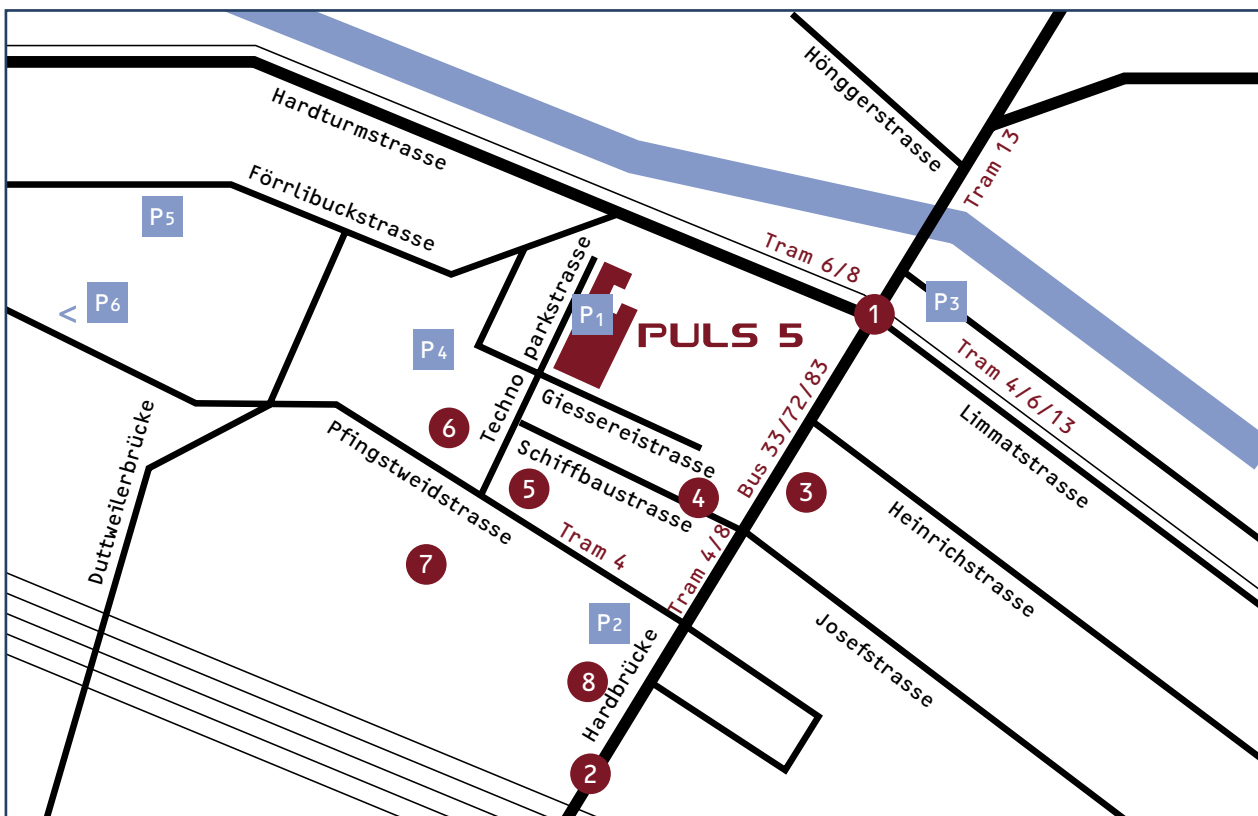 Hönggerstrasse
Tram 13
Hardturmstrasse
Förrlibuckstrasse
P5
Tram 6/8
< P6
P1
Techno parkstrasse
PULS 5
1
P3
P4
Tram 4/6/13
Limmatstrasse
Bus 33/72/83
Giessereistrasse
6
Pfingstweidstrasse
Schiffbaustrasse
5
4
3
Duttweilerbrücke
Heinrichstrasse
Tram 4
Tram 4/8
7
P2
Josefstrasse
8
Hardbrücke
2